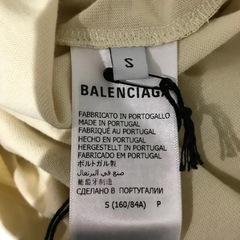 S
BALENCIAGA
FABBRICATO IN PORTOGALLO
MADE IN PORTUGAL
FABRIQUÉ AU PORTUGAL
HECHO EN PORTUGAL
HERGESTELLT IN PORTUGAL
FABRICADO EM PORTUGAL
ポルトガル製
صنع في البرتغال
葡萄牙制造
СДЕЛАНО В ПОРТУГАЛИИ
S (160/84A) P